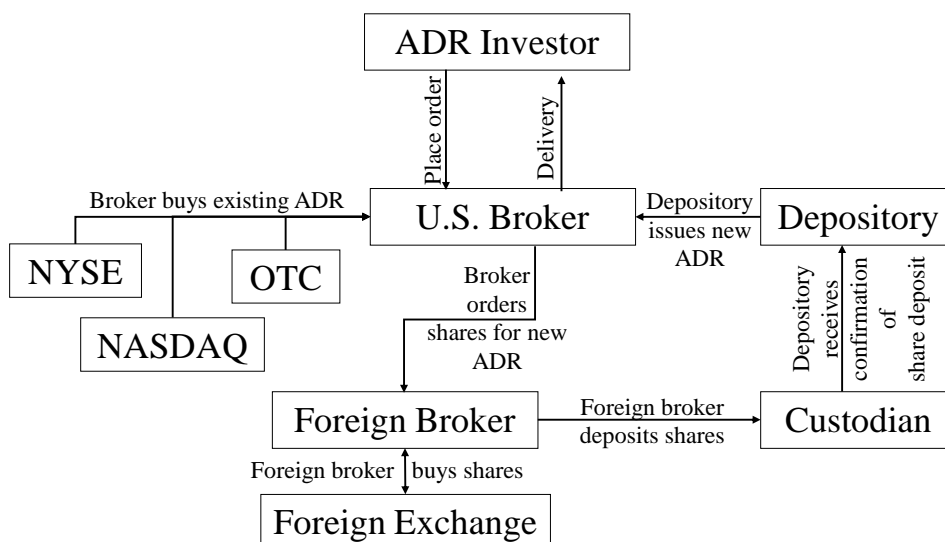 ADR Investor
Place order
Delivery
Broker buys existing ADR
U.S. Broker
Depository
issues new
ADR
Depository
NYSE
OTC
NASDAQ
Broker
orders
shares for new
ADR
Depository
receives
confirmation
of
share deposit
Foreign Broker
Foreign broker
deposits shares
Custodian
Foreign broker buys shares
Foreign Exchange